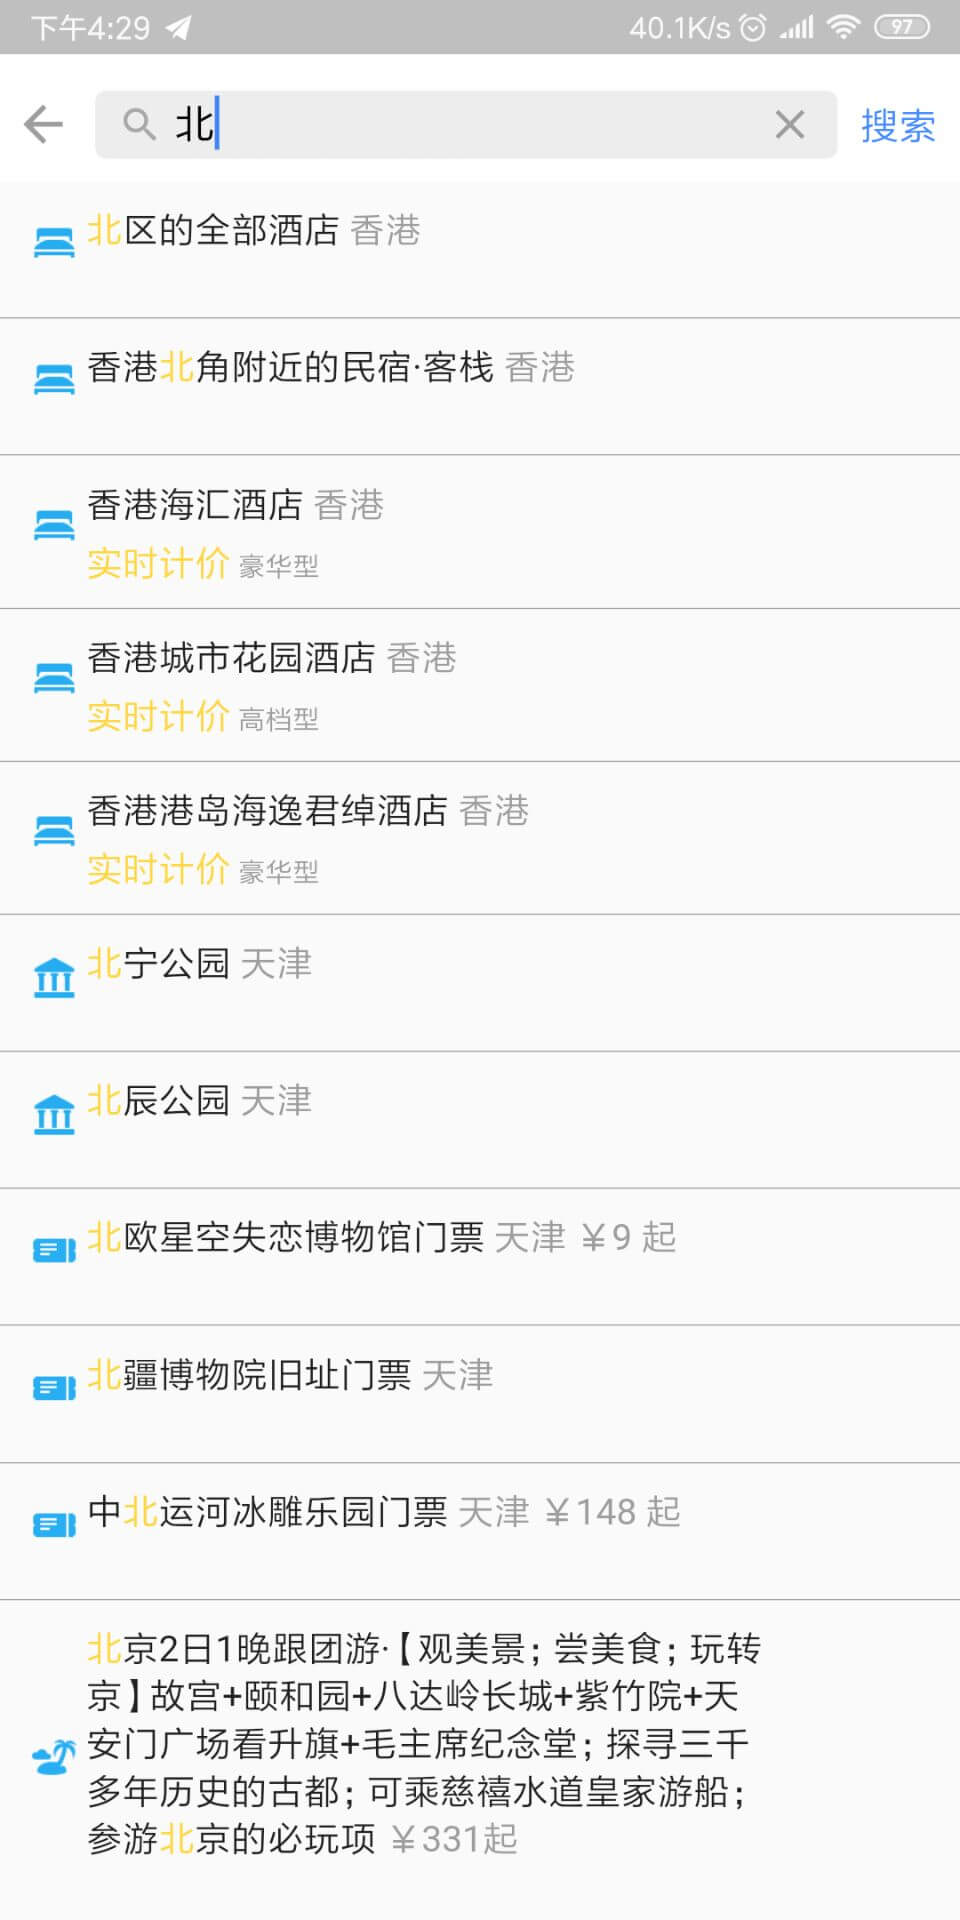 下午4:29 40.1K/s 97
北 搜索
北区的全部酒店 香港
香港北角附近的民宿·客栈 香港
香港海汇酒店 香港
实时计价 豪华型
香港城市花园酒店 香港
实时计价 高档型
香港港岛海逸君绰酒店 香港
实时计价 豪华型
北宁公园 天津
北辰公园 天津
北欧星空失恋博物馆门票 天津 ￥9 起
北疆博物院旧址门票 天津
中北运河冰雕乐园门票 天津 ￥148 起
北京2日1晚跟团游·【观美景；尝美食；玩转
京】故宫+颐和园+八达岭长城+紫竹院+天
安门广场看升旗+毛主席纪念堂；探寻三千
多年历史的古都；可乘慈禧水道皇家游船；
参游北京的必玩项 ￥331起